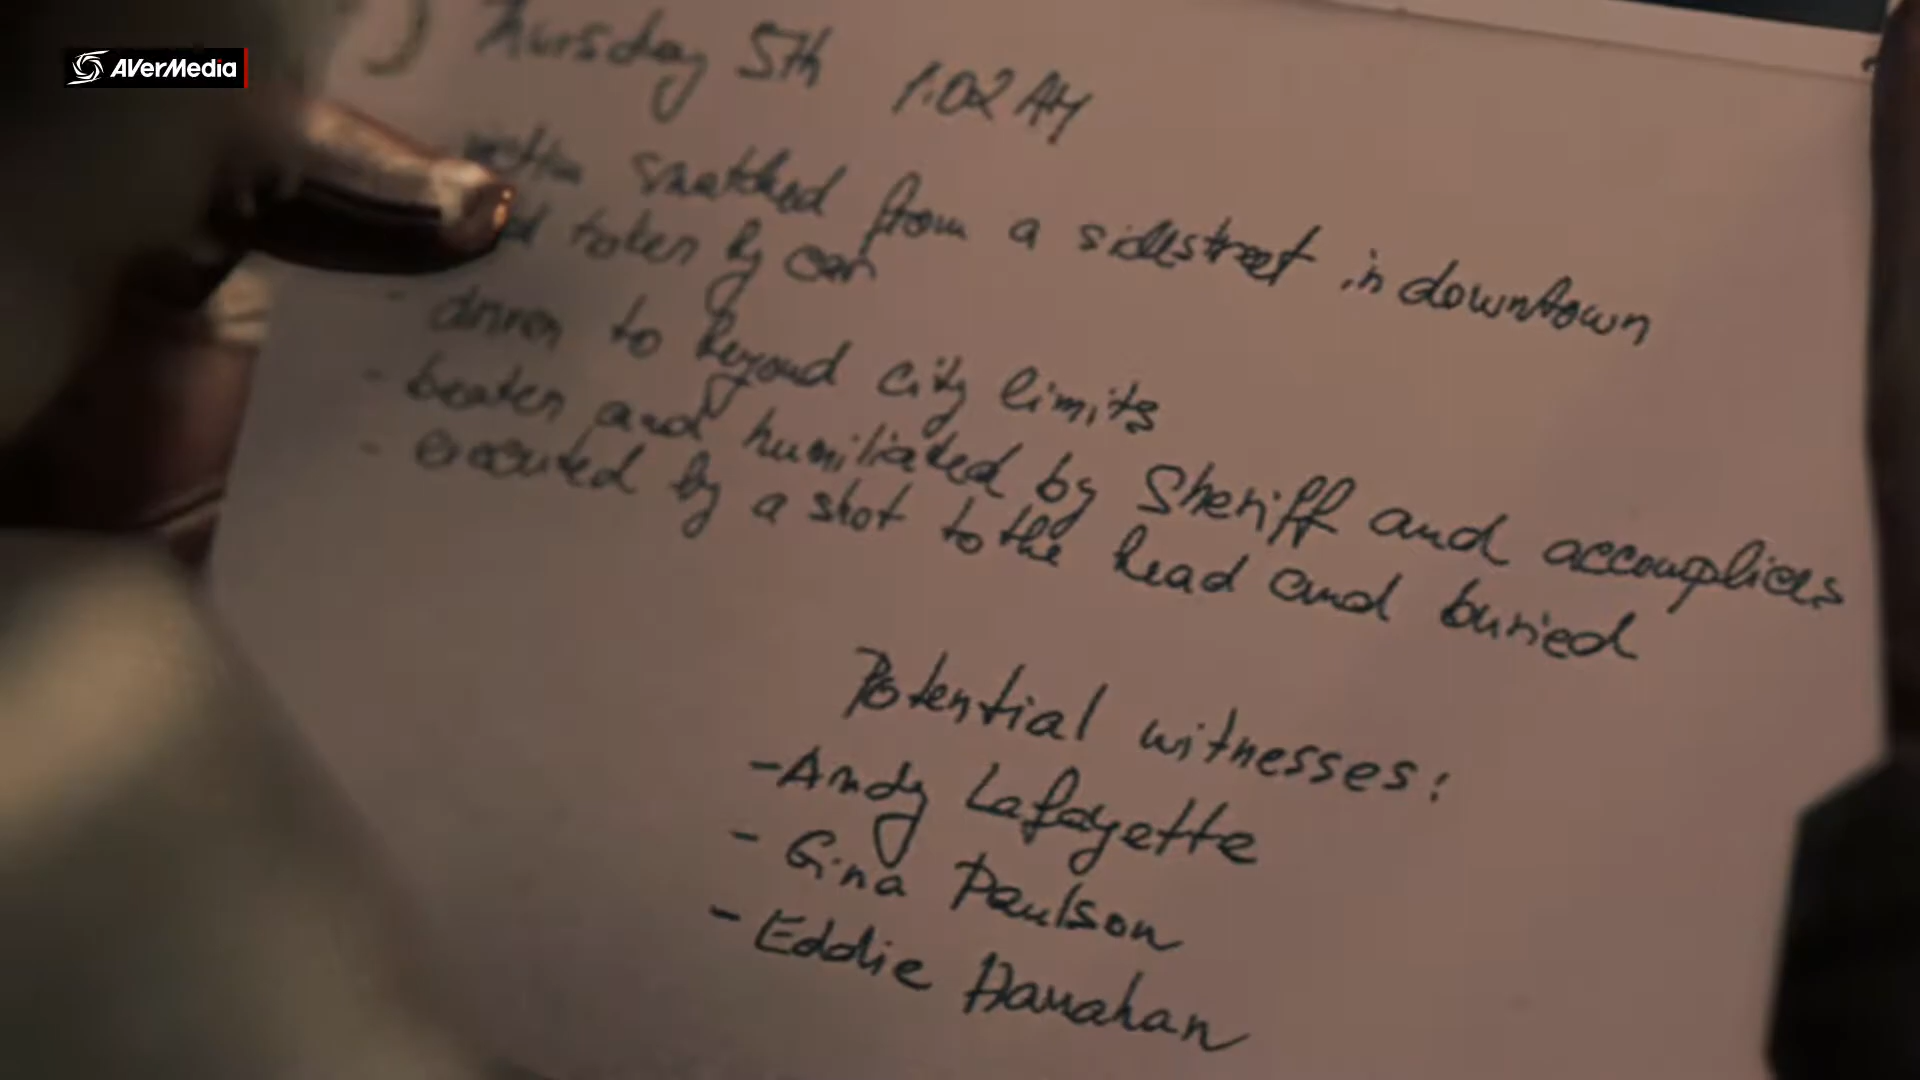 AVerMedia
) Thursday 5th 1:02 AM
victim snatched from a sidestreet in downtown
taken by car
- driven to beyond city limits
- beaten and humiliated by Sheriff and accomplices
- executed by a shot to the head and buried
Potential witnesses:
- Andy Lafayette
- Gina Paulson
- Eddie Hanahan